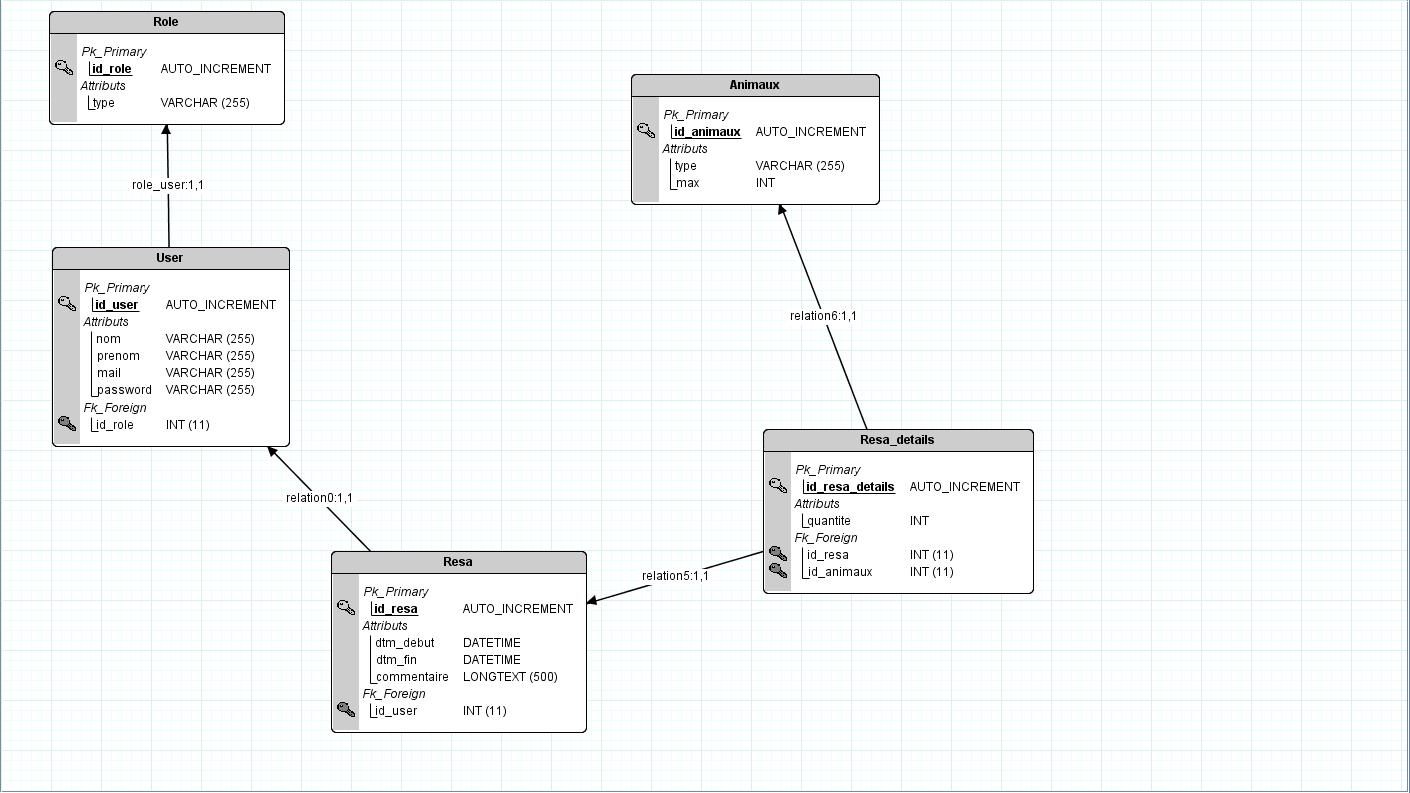 Role
Pk_Primary
id_role AUTO_INCREMENT
Attributs
type VARCHAR (255)
role_user:1,1
User
Pk_Primary
id_user AUTO_INCREMENT
Attributs
nom VARCHAR (255)
prenom VARCHAR (255)
mail VARCHAR (255)
password VARCHAR (255)
Fk_Foreign
id_role INT (11)
relation0:1,1
Resa
Pk_Primary
id_resa AUTO_INCREMENT
Attributs
dtm_debut DATETIME
dtm_fin DATETIME
commentaire LONGTEXT (500)
Fk_Foreign
id_user INT (11)
relation5:1,1
Animaux
Pk_Primary
id_animaux AUTO_INCREMENT
Attributs
type VARCHAR (255)
max INT
relation6:1,1
Resa_details
Pk_Primary
id_resa_details AUTO_INCREMENT
Attributs
quantite INT
Fk_Foreign
id_resa INT (11)
id_animaux INT (11)